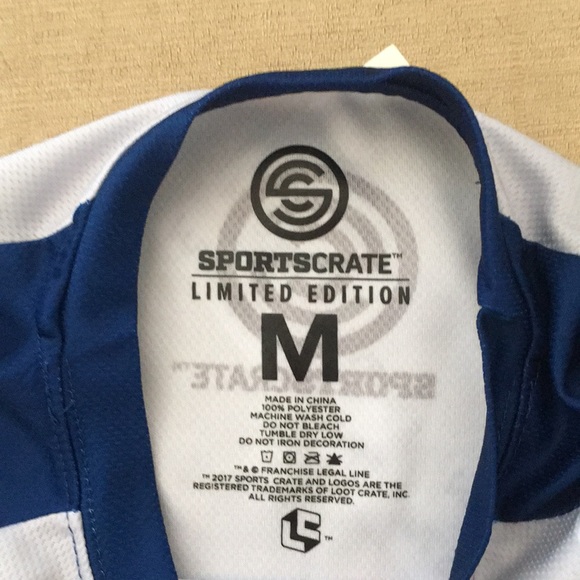 SPORTSCRATE™
LIMITED EDITION
M
MADE IN CHINA
100% POLYESTER
MACHINE WASH COLD
DO NOT BLEACH
TUMBLE DRY LOW
DO NOT IRON DECORATION
™& © FRANCHISE LEGAL LINE
™ 2017 SPORTS CRATE AND LOGOS ARE THE
REGISTERED TRADEMARKS OF LOOT CRATE, INC.
ALL RIGHTS RESERVED.
™
SPORTSCRATE